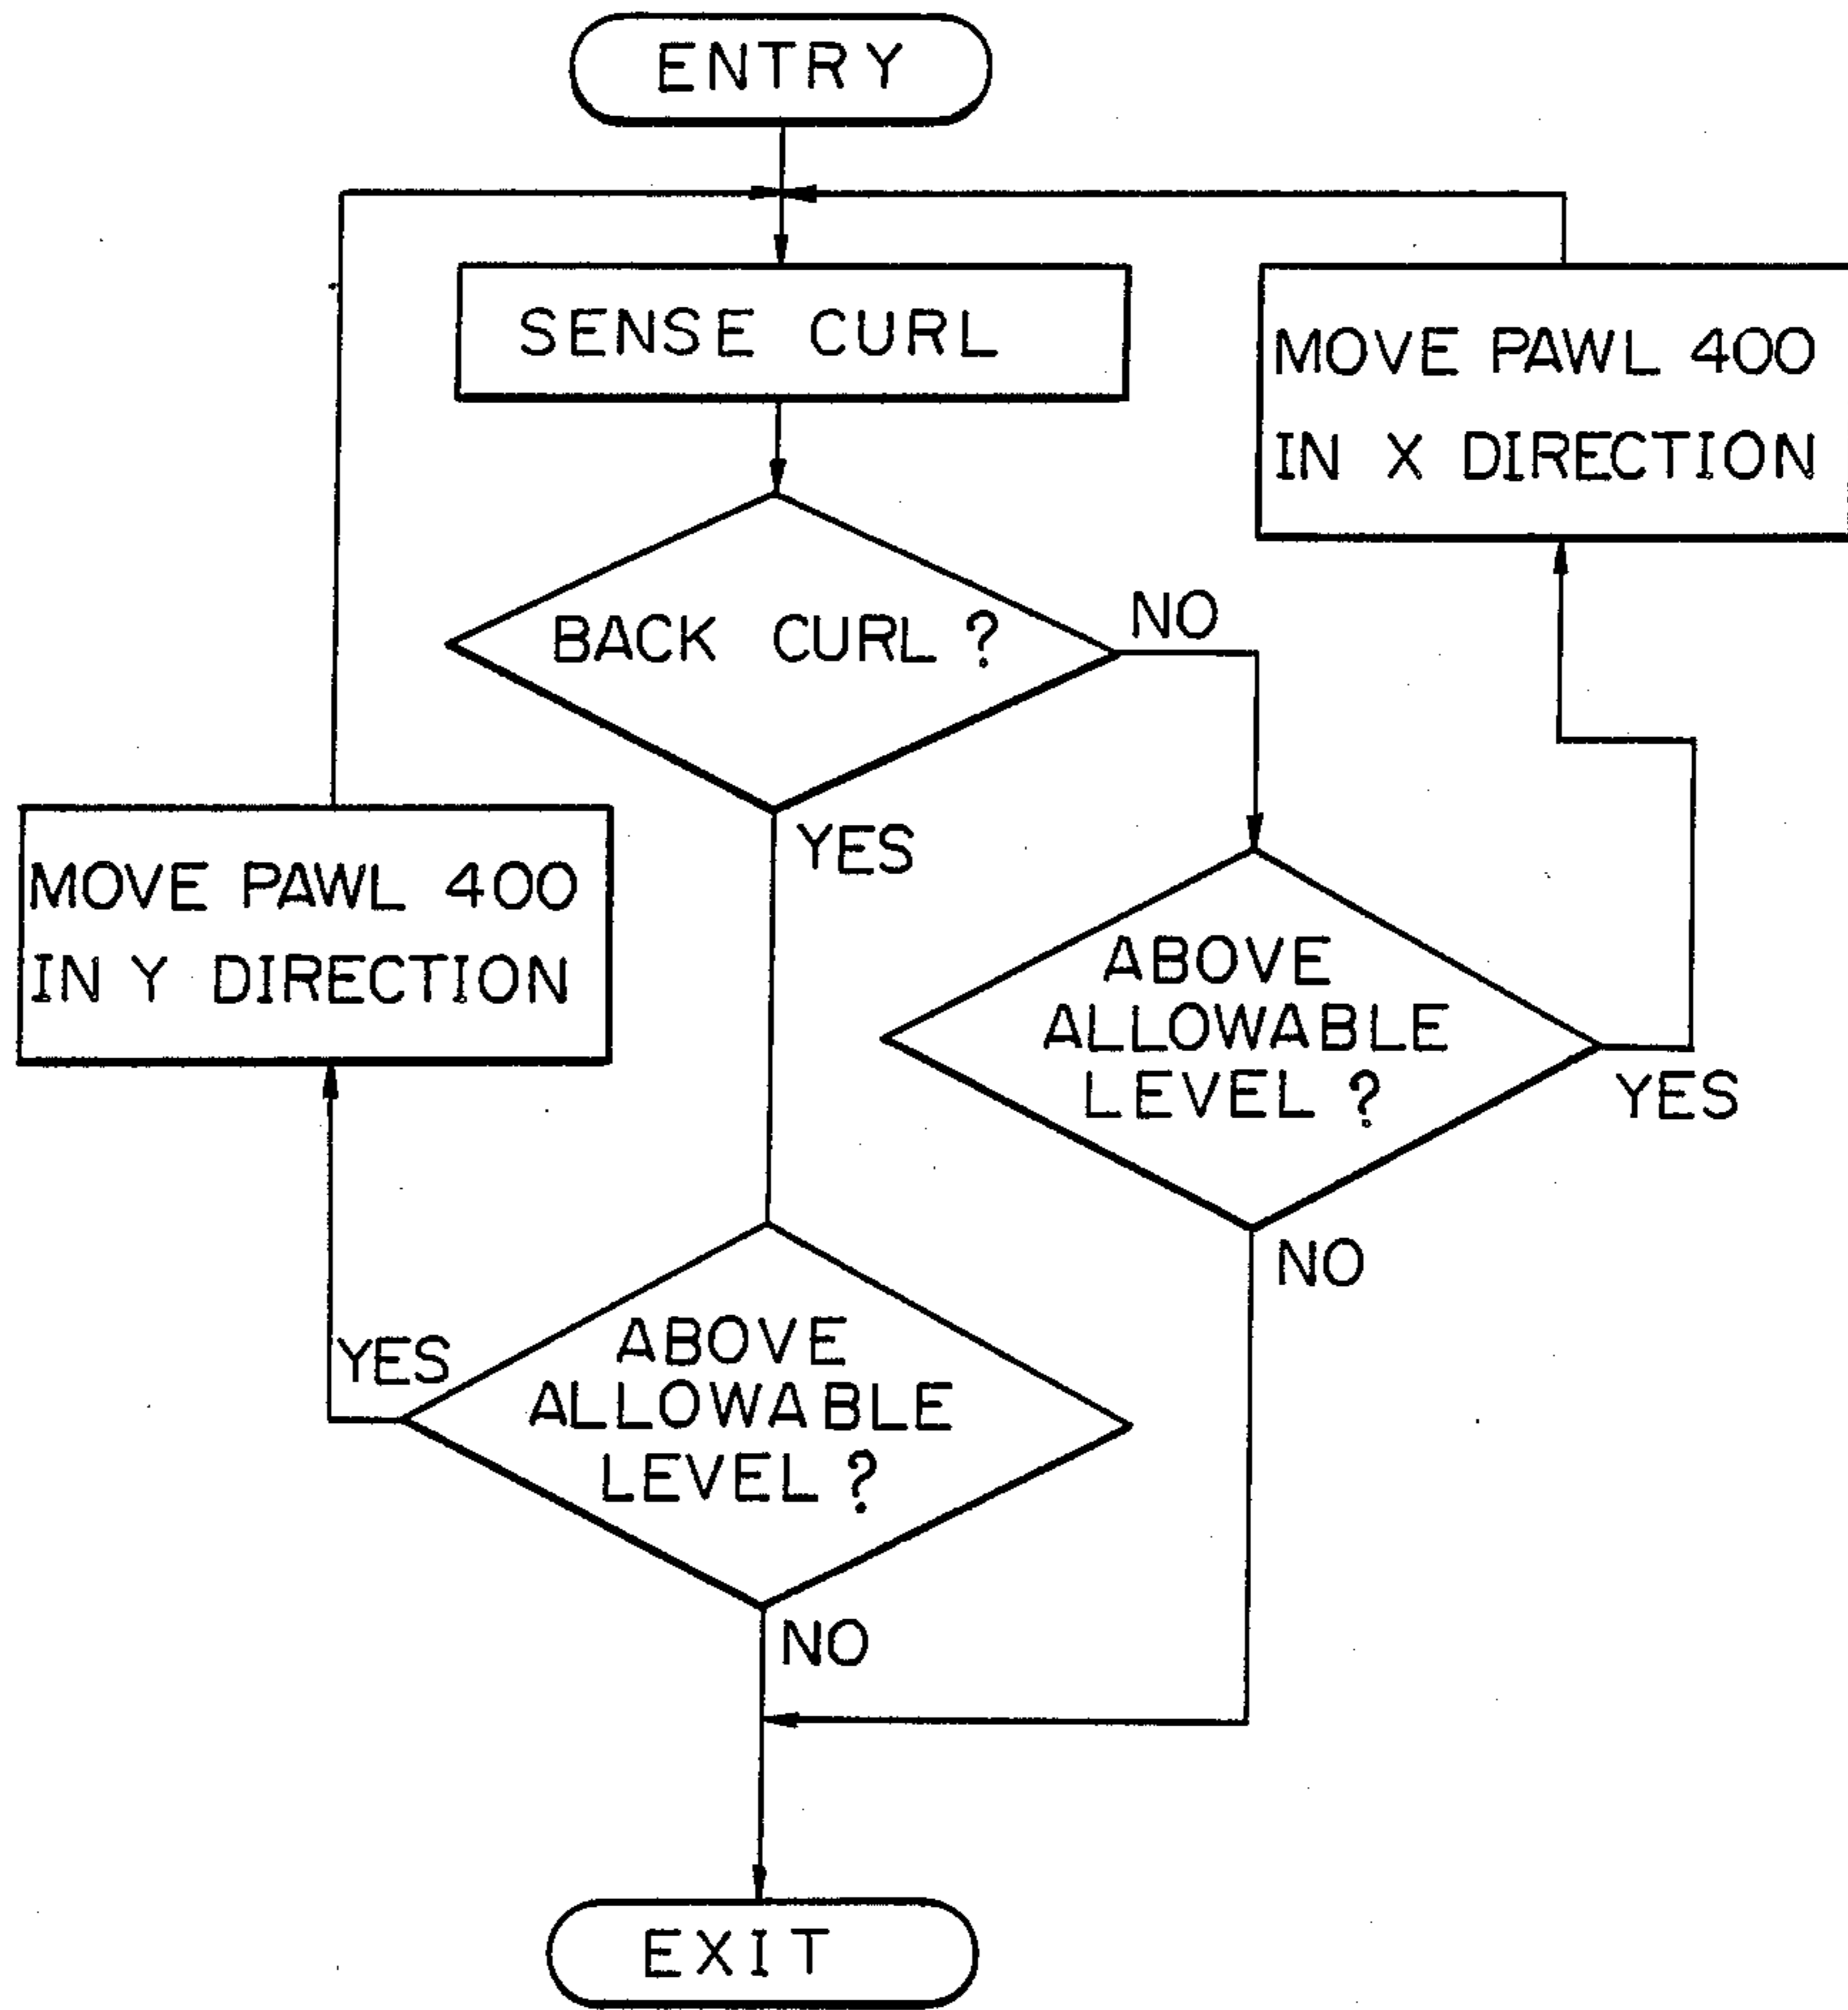 ENTRY
SENSE CURL
MOVE PAWL 400
IN X DIRECTION
BACK CURL ?
NO
YES
MOVE PAWL 400
IN Y DIRECTION
ABOVE
ALLOWABLE
LEVEL ?
YES
NO
YES
ABOVE
ALLOWABLE
LEVEL ?
NO
EXIT